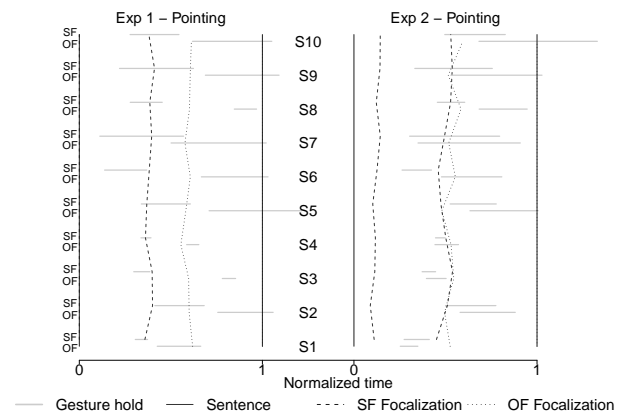 Exp 1 − Pointing Exp 2 − Pointing
SF
OF S10
SF
OF S9
SF
OF S8
SF
OF S7
SF
OF S6
SF
OF S5
SF
OF S4
SF
OF S3
SF
OF S2
SF
OF S1
0 1 0 1
Normalized time
Gesture hold Sentence SF Focalization OF Focalization